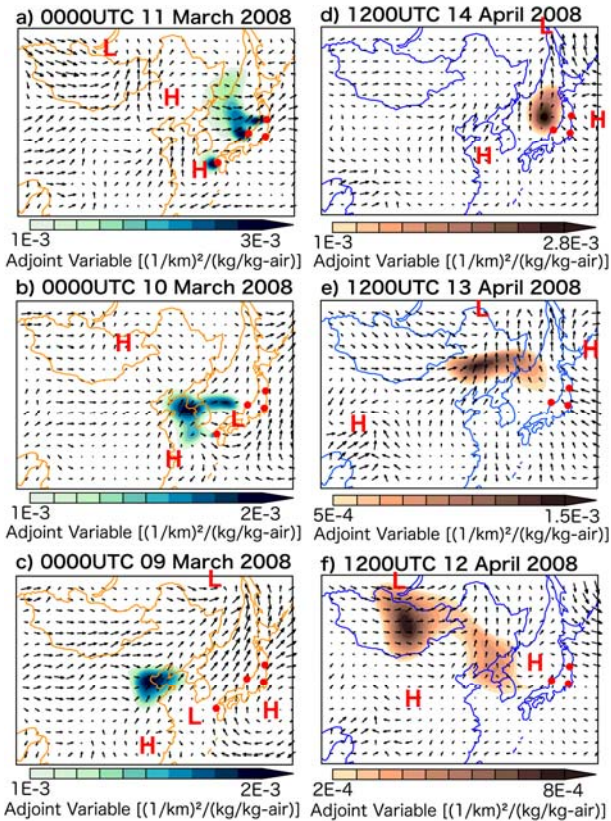 a) 0000UTC 11 March 2008
L
H
H
1E-3 3E-3
Adjoint Variable [(1/km)²/(kg/kg-air)]
b) 0000UTC 10 March 2008
H
L
H
1E-3 2E-3
Adjoint Variable [(1/km)²/(kg/kg-air)]
c) 0000UTC 09 March 2008
L
L
H
H
1E-3 2E-3
Adjoint Variable [(1/km)²/(kg/kg-air)]
d) 1200UTC 14 April 2008
L
H
H
1E-3 2.8E-3
Adjoint Variable [(1/km)²/(kg/kg-air)]
e) 1200UTC 13 April 2008
L
H
H
5E-4 1.5E-3
Adjoint Variable [(1/km)²/(kg/kg-air)]
f) 1200UTC 12 April 2008
L
H
H
2E-4 8E-4
Adjoint Variable [(1/km)²/(kg/kg-air)]